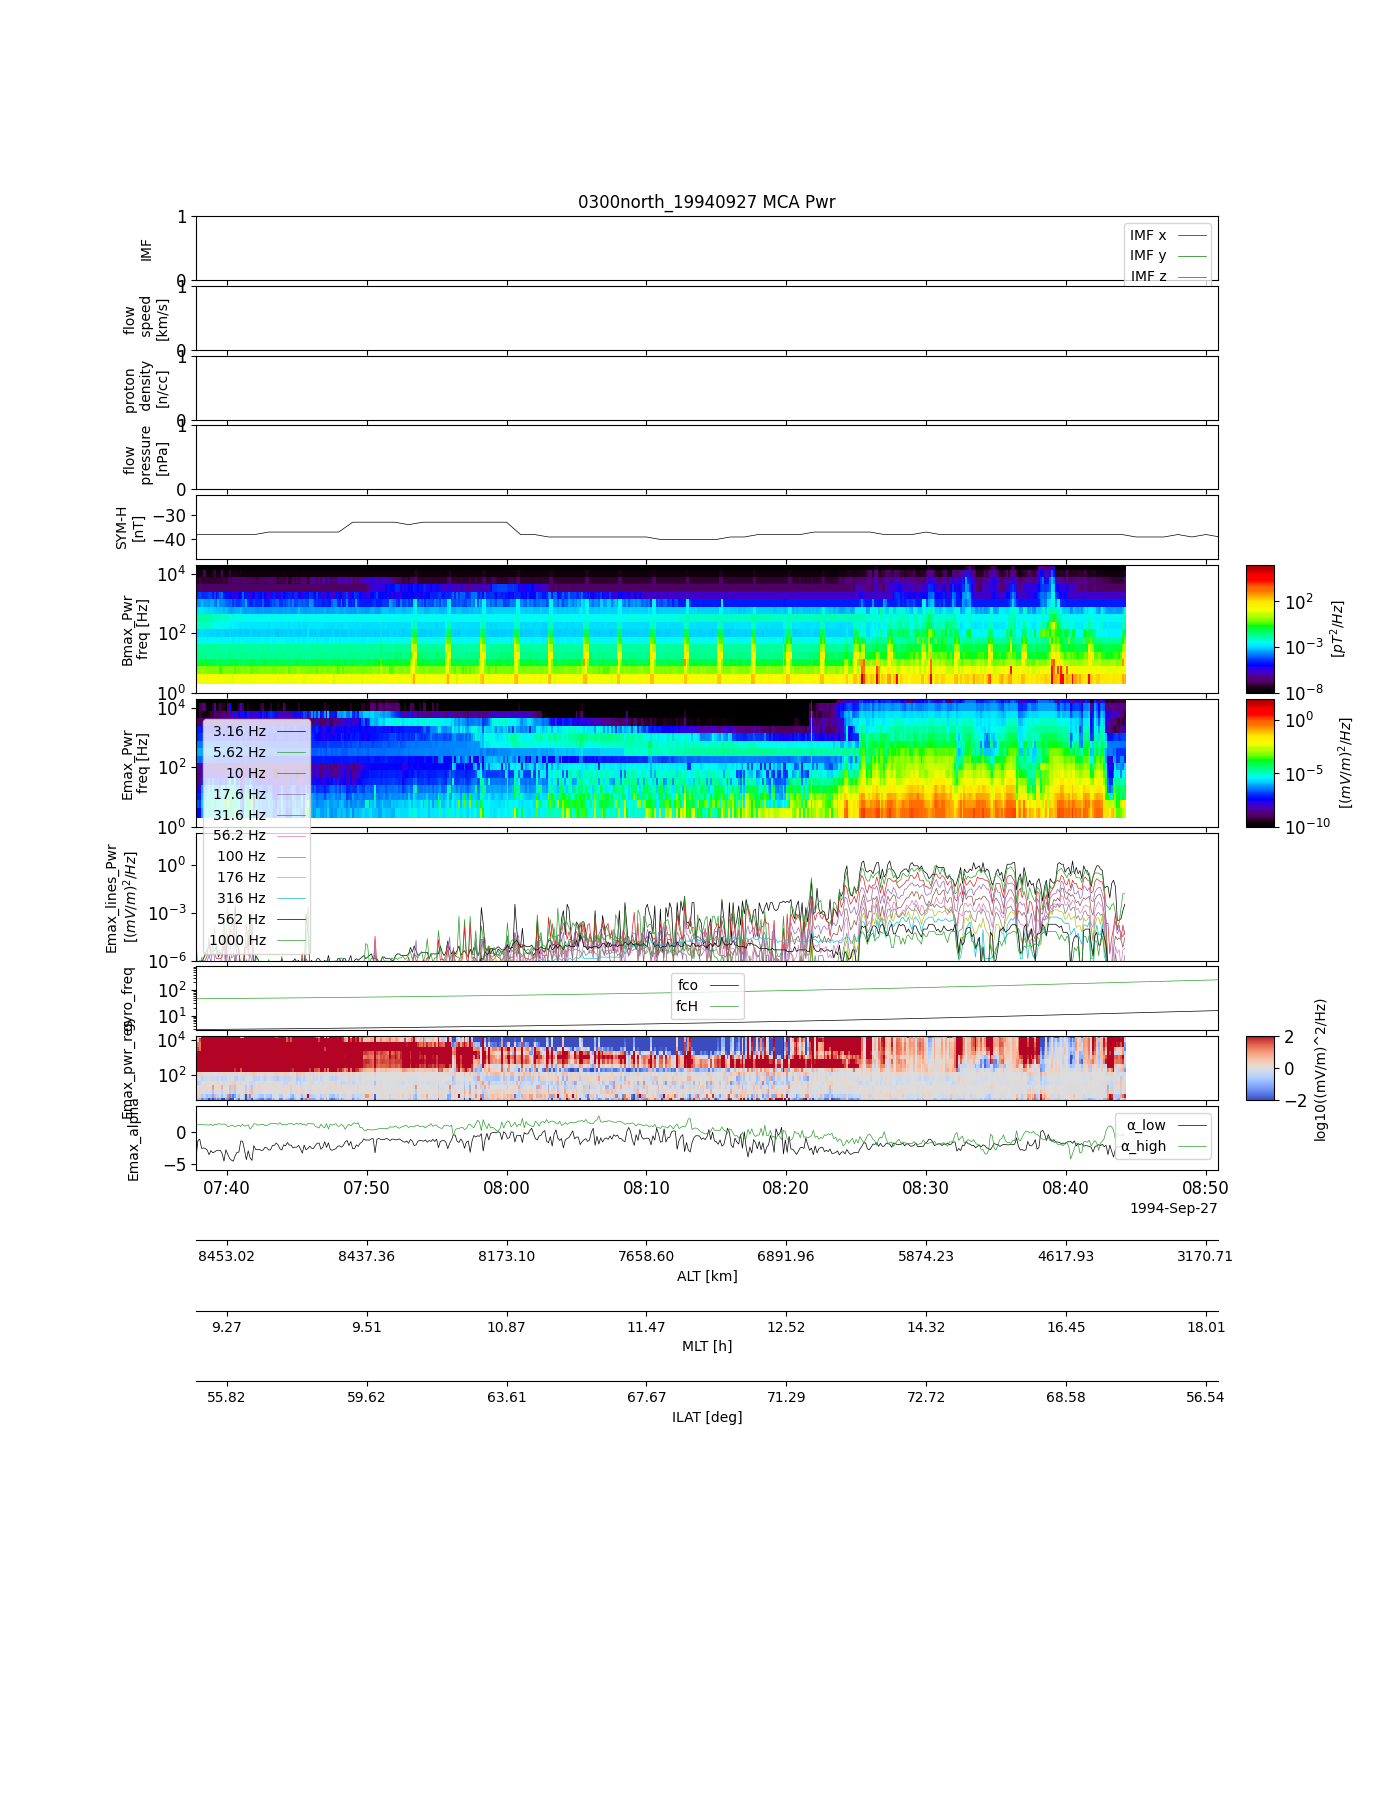 0300north_19940927 MCA Pwr
1
0
IMF
IMF x
IMF y
IMF z
1
0
flow
speed
[km/s]
1
0
proton
density
[n/cc]
1
0
flow
pressure
[nPa]
−30
−40
SYM-H
[nT]
10^4
10^2
10^0
Bmax_Pwr
freq [Hz]
10^2
10^−3
10^−8
[pT^2/Hz]
10^4
10^2
10^0
Emax_Pwr
freq [Hz]
10^0
10^−5
10^−10
[(mV/m)^2/Hz]
3.16 Hz
5.62 Hz
10 Hz
17.6 Hz
31.6 Hz
56.2 Hz
100 Hz
176 Hz
316 Hz
562 Hz
1000 Hz
10^0
10^−3
10^−6
Emax_lines_Pwr
[(mV/m)^2/Hz]
10^2
10^1
gyro_freq
fco
fcH
10^4
10^2
Emax_pwr_reg
2
0
−2
log10((mV/m)^2/Hz)
0
−5
Emax_alpha
α_low
α_high
07:40 07:50 08:00 08:10 08:20 08:30 08:40 08:50
1994-Sep-27
8453.02 8437.36 8173.10 7658.60 6891.96 5874.23 4617.93 3170.71
ALT [km]
9.27 9.51 10.87 11.47 12.52 14.32 16.45 18.01
MLT [h]
55.82 59.62 63.61 67.67 71.29 72.72 68.58 56.54
ILAT [deg]